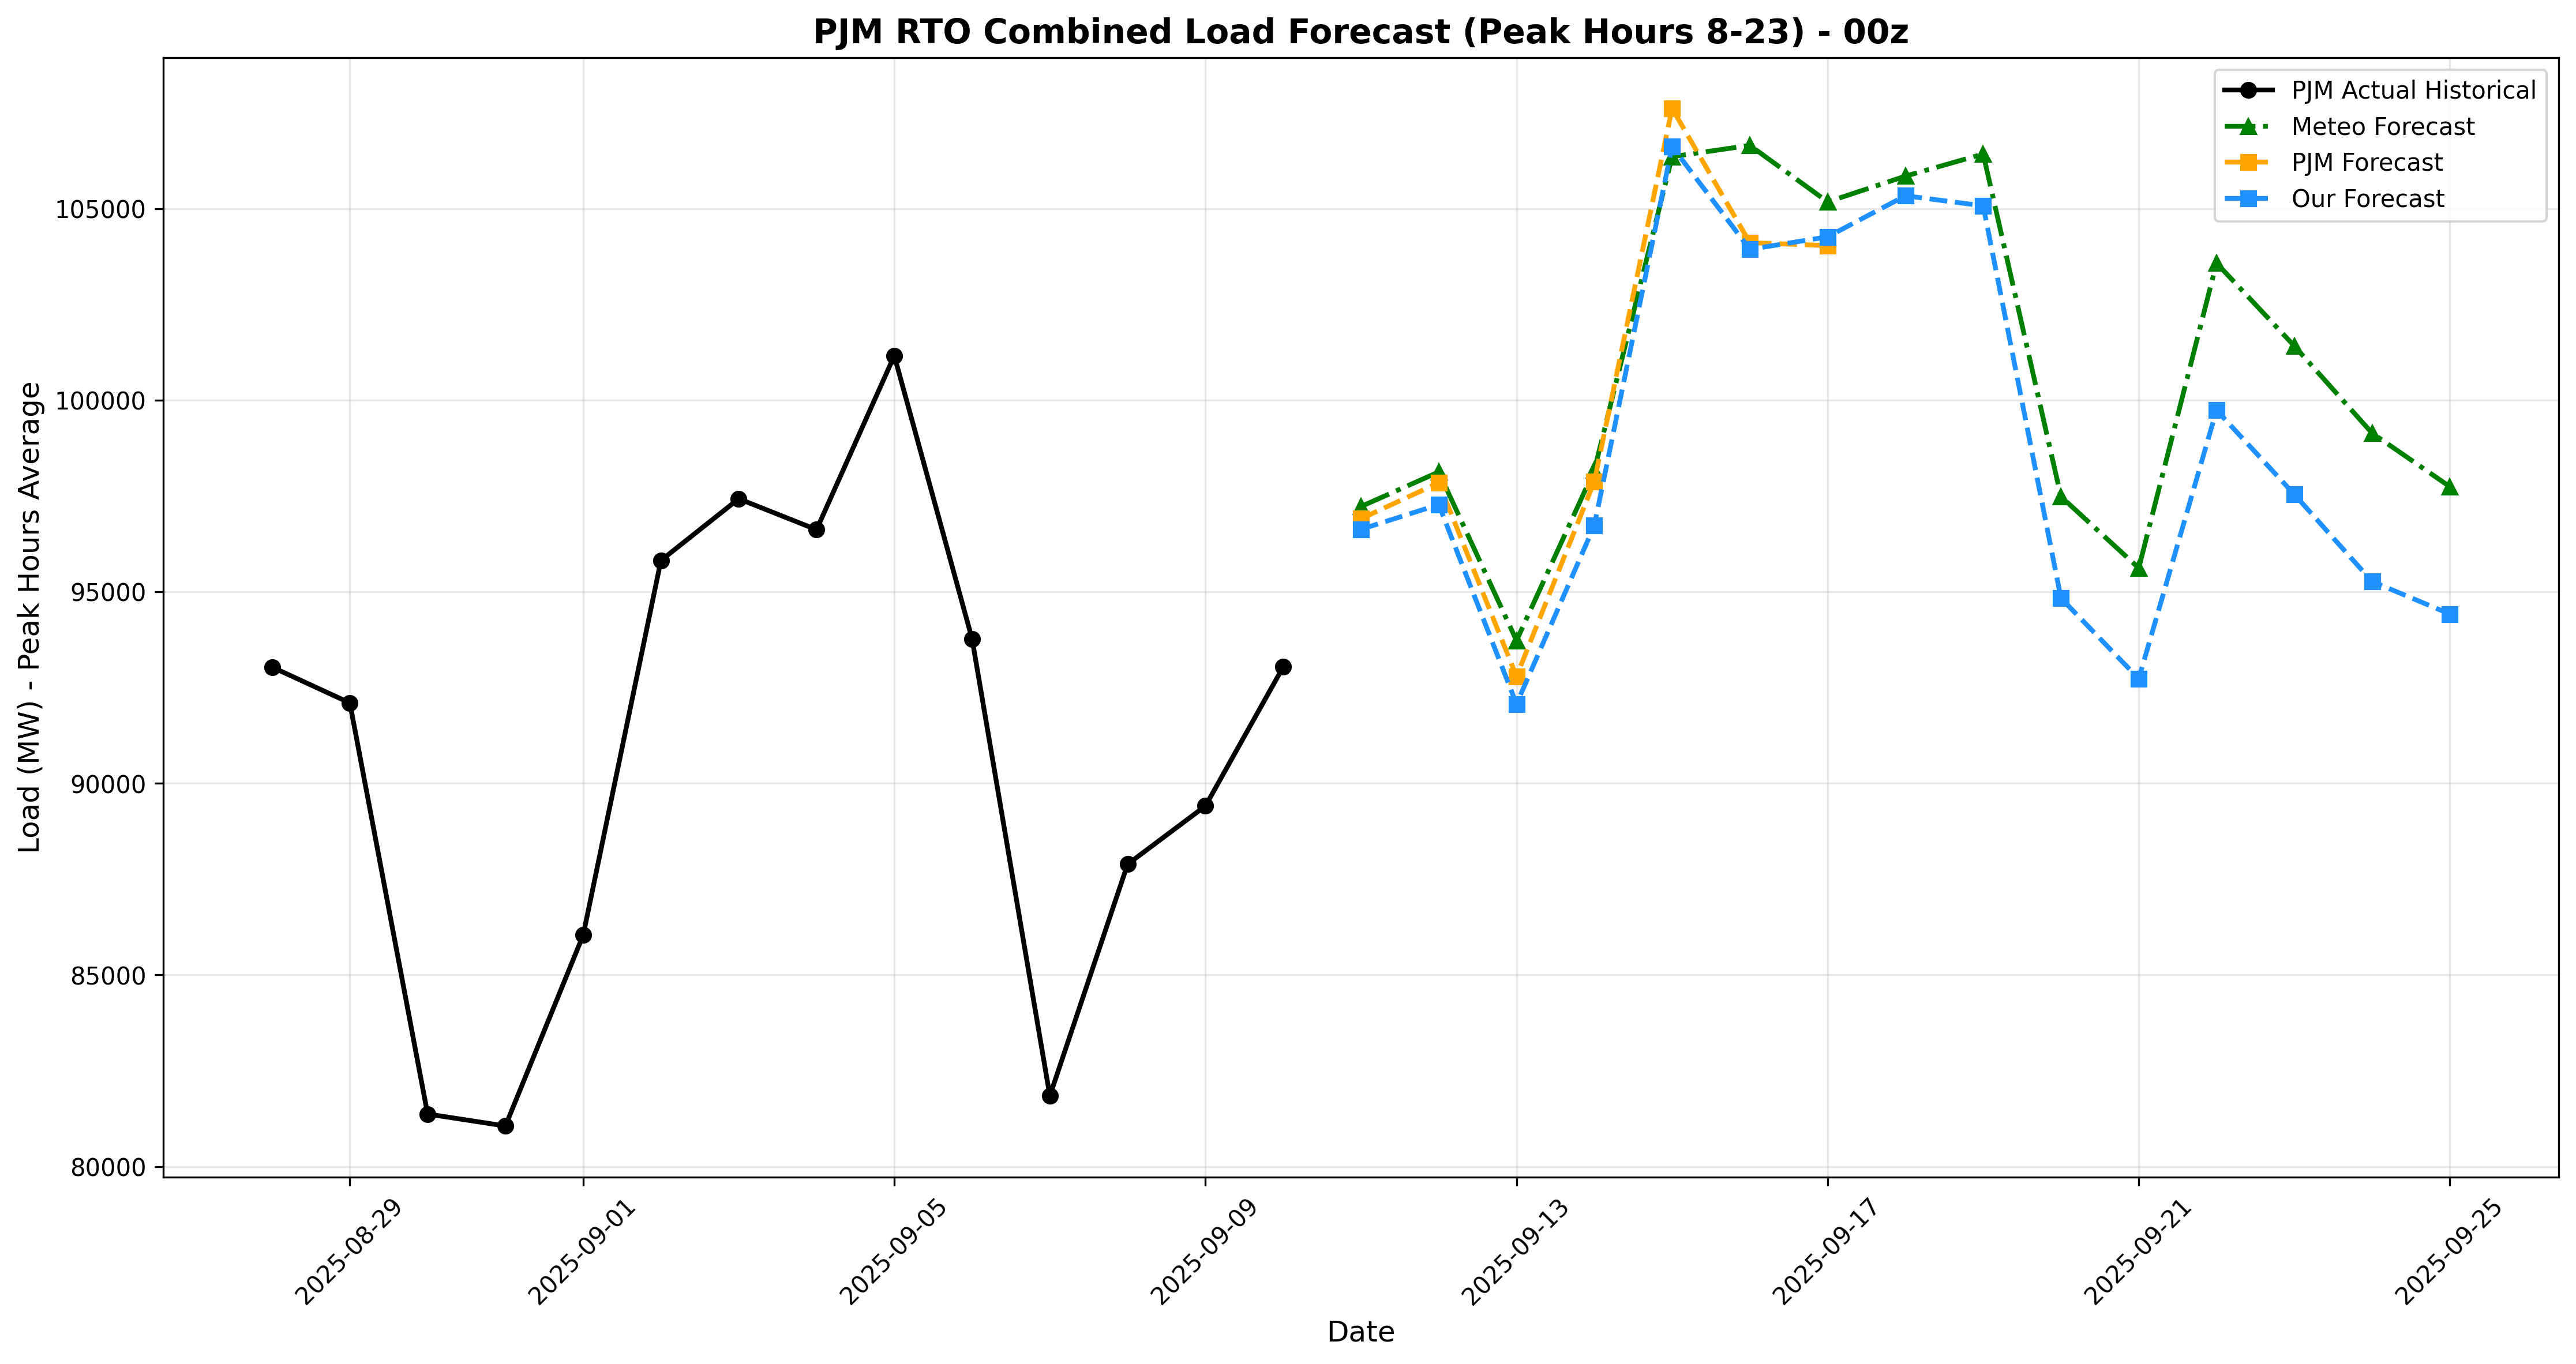 PJM RTO Combined Load Forecast (Peak Hours 8-23) - 00z
PJM Actual Historical
Meteo Forecast
PJM Forecast
Our Forecast
Load (MW) - Peak Hours Average
105000
100000
95000
90000
85000
80000
2025-08-29
2025-09-01
2025-09-05
2025-09-09
2025-09-13
2025-09-17
2025-09-21
2025-09-25
Date